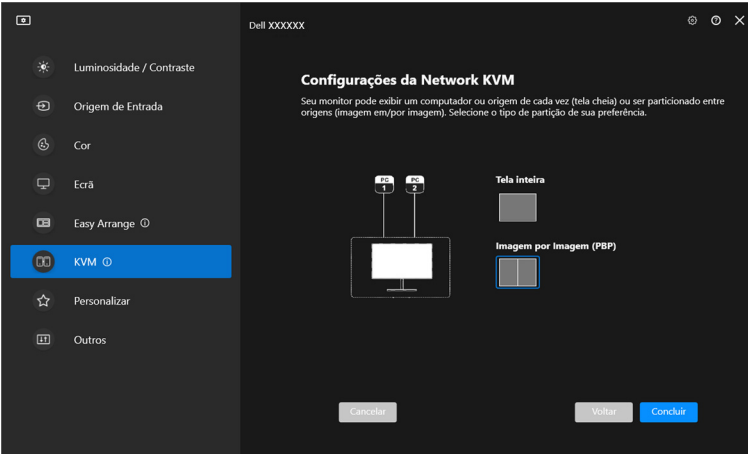 Dell XXXXXX
Luminosidade / Contraste
Origem de Entrada
Cor
Ecrã
Easy Arrange
KVM
Personalizar
Outros
Configurações da Network KVM
Seu monitor pode exibir um computador ou origem de cada vez (tela cheia) ou ser particionado entre
origens (imagem em/por imagem). Selecione o tipo de partição de sua preferência.
PC
1
PC
2
Tela inteira
Imagem por Imagem (PBP)
Cancelar
Voltar
Concluir